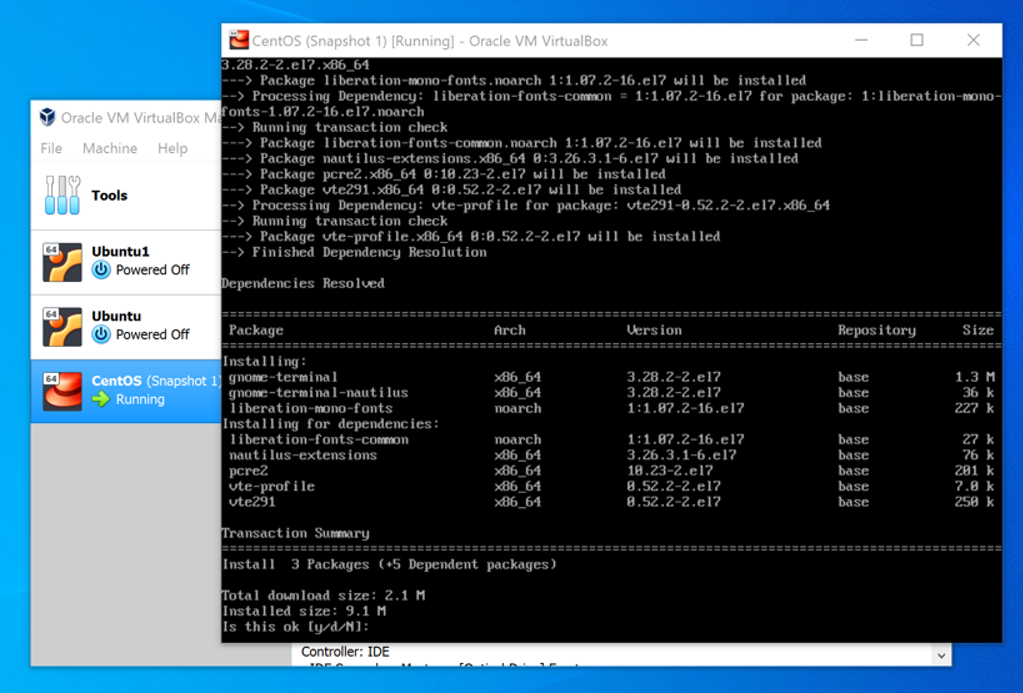 CentOS (Snapshot 1) [Running] - Oracle VM VirtualBox
3.28.2-2.el7.x86_64
---> Package liberation-mono-fonts.noarch 1:1.07.2-16.el7 will be installed
--> Processing Dependency: liberation-fonts-common = 1:1.07.2-16.el7 for package: 1:liberation-mono-
fonts-1.07.2-16.el7.noarch
--> Running transaction check
---> Package liberation-fonts-common.noarch 1:1.07.2-16.el7 will be installed
---> Package nautilus-extensions.x86_64 0:3.26.3.1-6.el7 will be installed
---> Package pcre2.x86_64 0:10.23-2.el7 will be installed
---> Package vte291.x86_64 0:0.52.2-2.el7 will be installed
--> Processing Dependency: vte-profile for package: vte291-0.52.2-2.el7.x86_64
--> Running transaction check
---> Package vte-profile.x86_64 0:0.52.2-2.el7 will be installed
--> Finished Dependency Resolution
Dependencies Resolved
Package Arch Version Repository Size
Installing:
gnome-terminal x86_64 3.28.2-2.el7 base 1.3 M
gnome-terminal-nautilus x86_64 3.28.2-2.el7 base 36 k
liberation-mono-fonts noarch 1:1.07.2-16.el7 base 227 k
Installing for dependencies:
liberation-fonts-common noarch 1:1.07.2-16.el7 base 27 k
nautilus-extensions x86_64 3.26.3.1-6.el7 base 76 k
pcre2 x86_64 10.23-2.el7 base 201 k
vte-profile x86_64 0.52.2-2.el7 base 7.0 k
vte291 x86_64 0.52.2-2.el7 base 250 k
Transaction Summary
Install 3 Packages (+5 Dependent packages)
Total download size: 2.1 M
Installed size: 9.1 M
Is this ok [y/d/N]:
Oracle VM VirtualBox Ma
File Machine Help
Tools
64
Ubuntu1
Powered Off
64
Ubuntu
Powered Off
64
CentOS (Snapshot 1)
Running
Controller: IDE